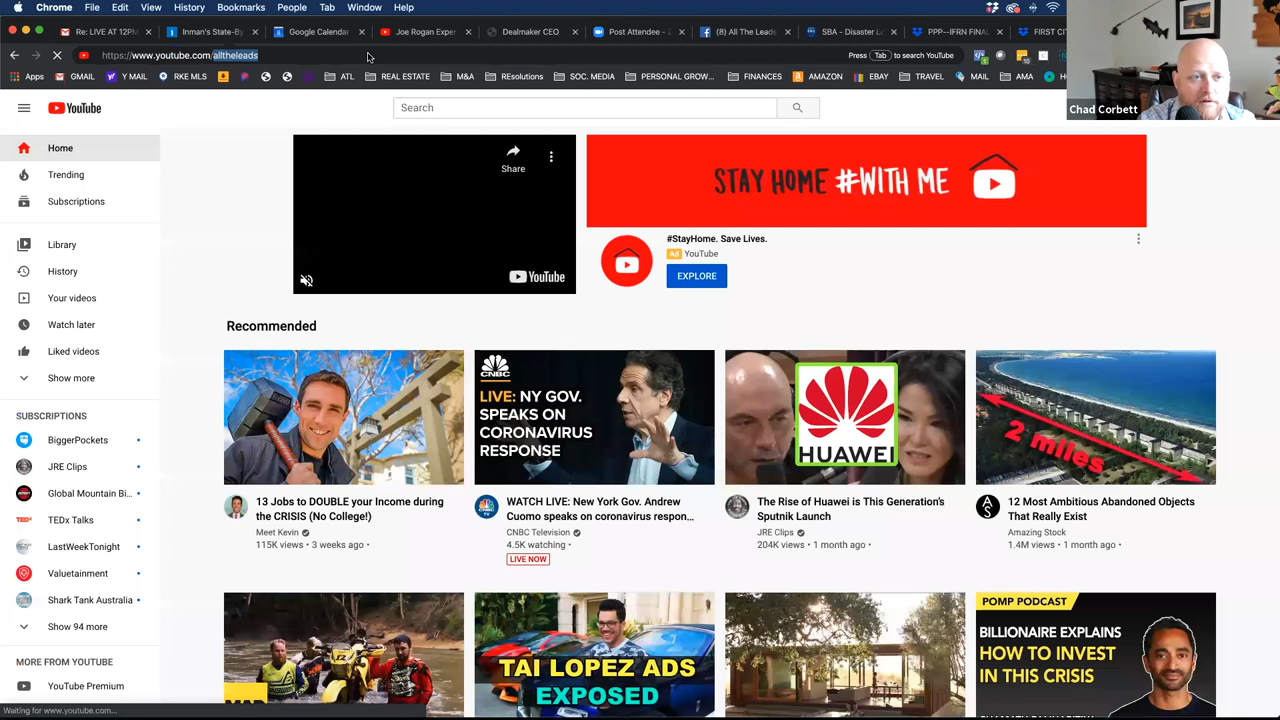 Chrome File Edit View History Bookmarks People Tab Window Help
Re: LIVE AT 12PM
Inman's State-By
Google Calendar
Joe Rogan Exper
Dealmaker CEO
Post Attendee - Z
(8) All The Leads
SBA - Disaster L
PPP--IFRN FINAL
FIRST CIT
https://www.youtube.com/alltheleads
Press Tab to search YouTube
Apps GMAIL Y MAIL RKE MLS ATL REAL ESTATE M&A REsolutions SOC. MEDIA PERSONAL GROW... FINANCES AMAZON EBAY TRAVEL MAIL AMA
Chad Corbett
YouTube
Search
Home
Trending
Subscriptions
Library
History
Your videos
Watch later
Liked videos
Show more
SUBSCRIPTIONS
BiggerPockets
JRE Clips
Global Mountain Bi...
TEDx Talks
LastWeekTonight
Valuetainment
Shark Tank Australia
Show 94 more
MORE FROM YOUTUBE
YouTube Premium
Waiting for www.youtube.com...
Share
YouTube
STAY HOME #WITH ME
#StayHome. Save Lives.
Ad YouTube
EXPLORE
Recommended
13 Jobs to DOUBLE your Income during
the CRISIS (No College!)
Meet Kevin
115K views • 3 weeks ago •
CNBC
LIVE: NY GOV.
SPEAKS ON
CORONAVIRUS
RESPONSE
WATCH LIVE: New York Gov. Andrew
Cuomo speaks on coronavirus respon...
CNBC Television
4.5K watching •
LIVE NOW
HUAWEI
The Rise of Huawei is This Generation's
Sputnik Launch
JRE Clips
204K views • 1 month ago •
2 miles
12 Most Ambitious Abandoned Objects
That Really Exist
Amazing Stock
1.4M views • 1 month ago •
TAI LOPEZ ADS
EXPOSED
POMP PODCAST
BILLIONAIRE EXPLAINS
HOW TO INVEST
IN THIS CRISIS